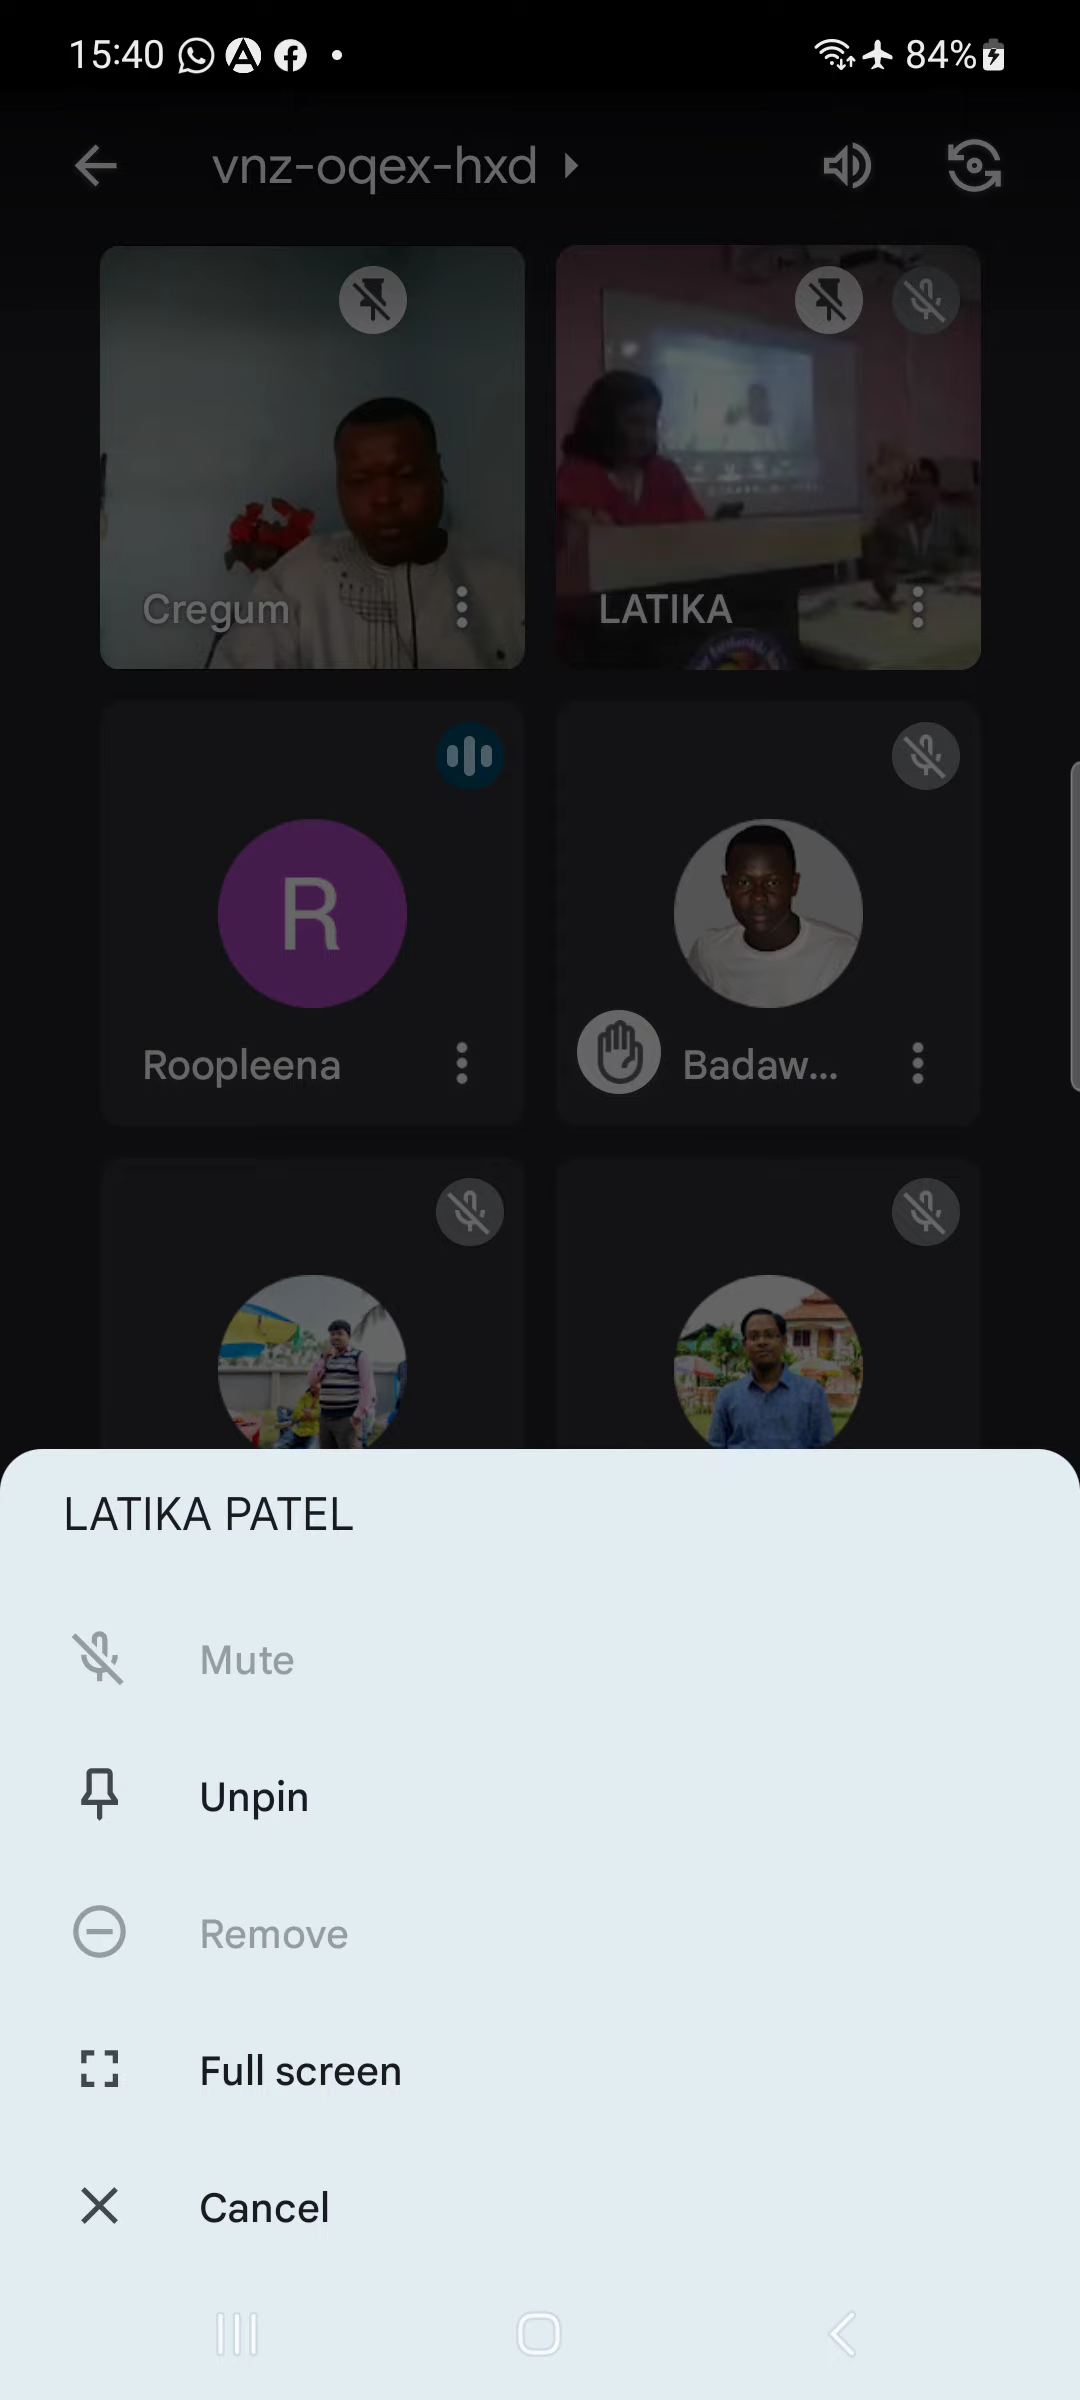 15:40 84%
vnz-oqex-hxd
Cregum
LATIKA
R
Roopleena
Badaw...
LATIKA PATEL
Mute
Unpin
Remove
Full screen
Cancel